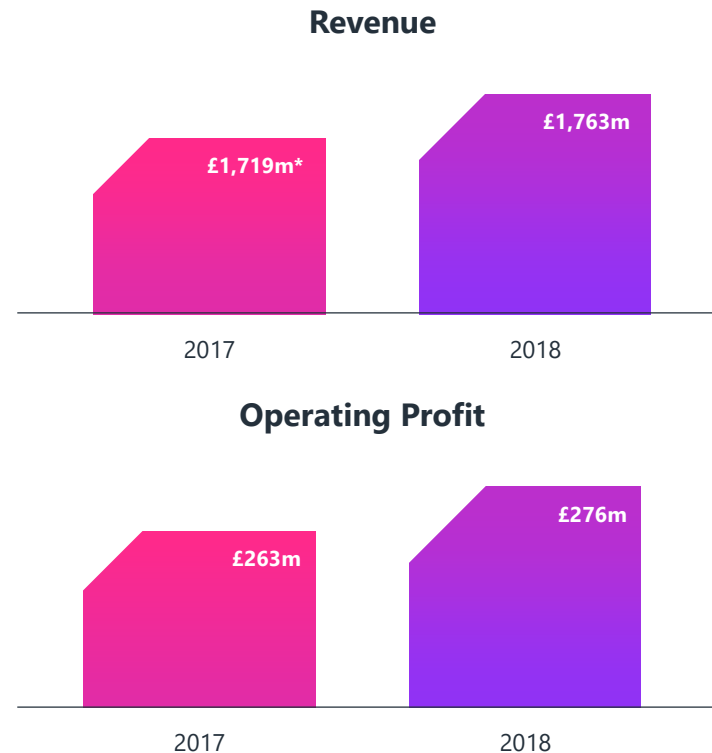 Revenue
£1,719m*
£1,763m
2017
2018
Operating Profit
£263m
£276m
2017
2018